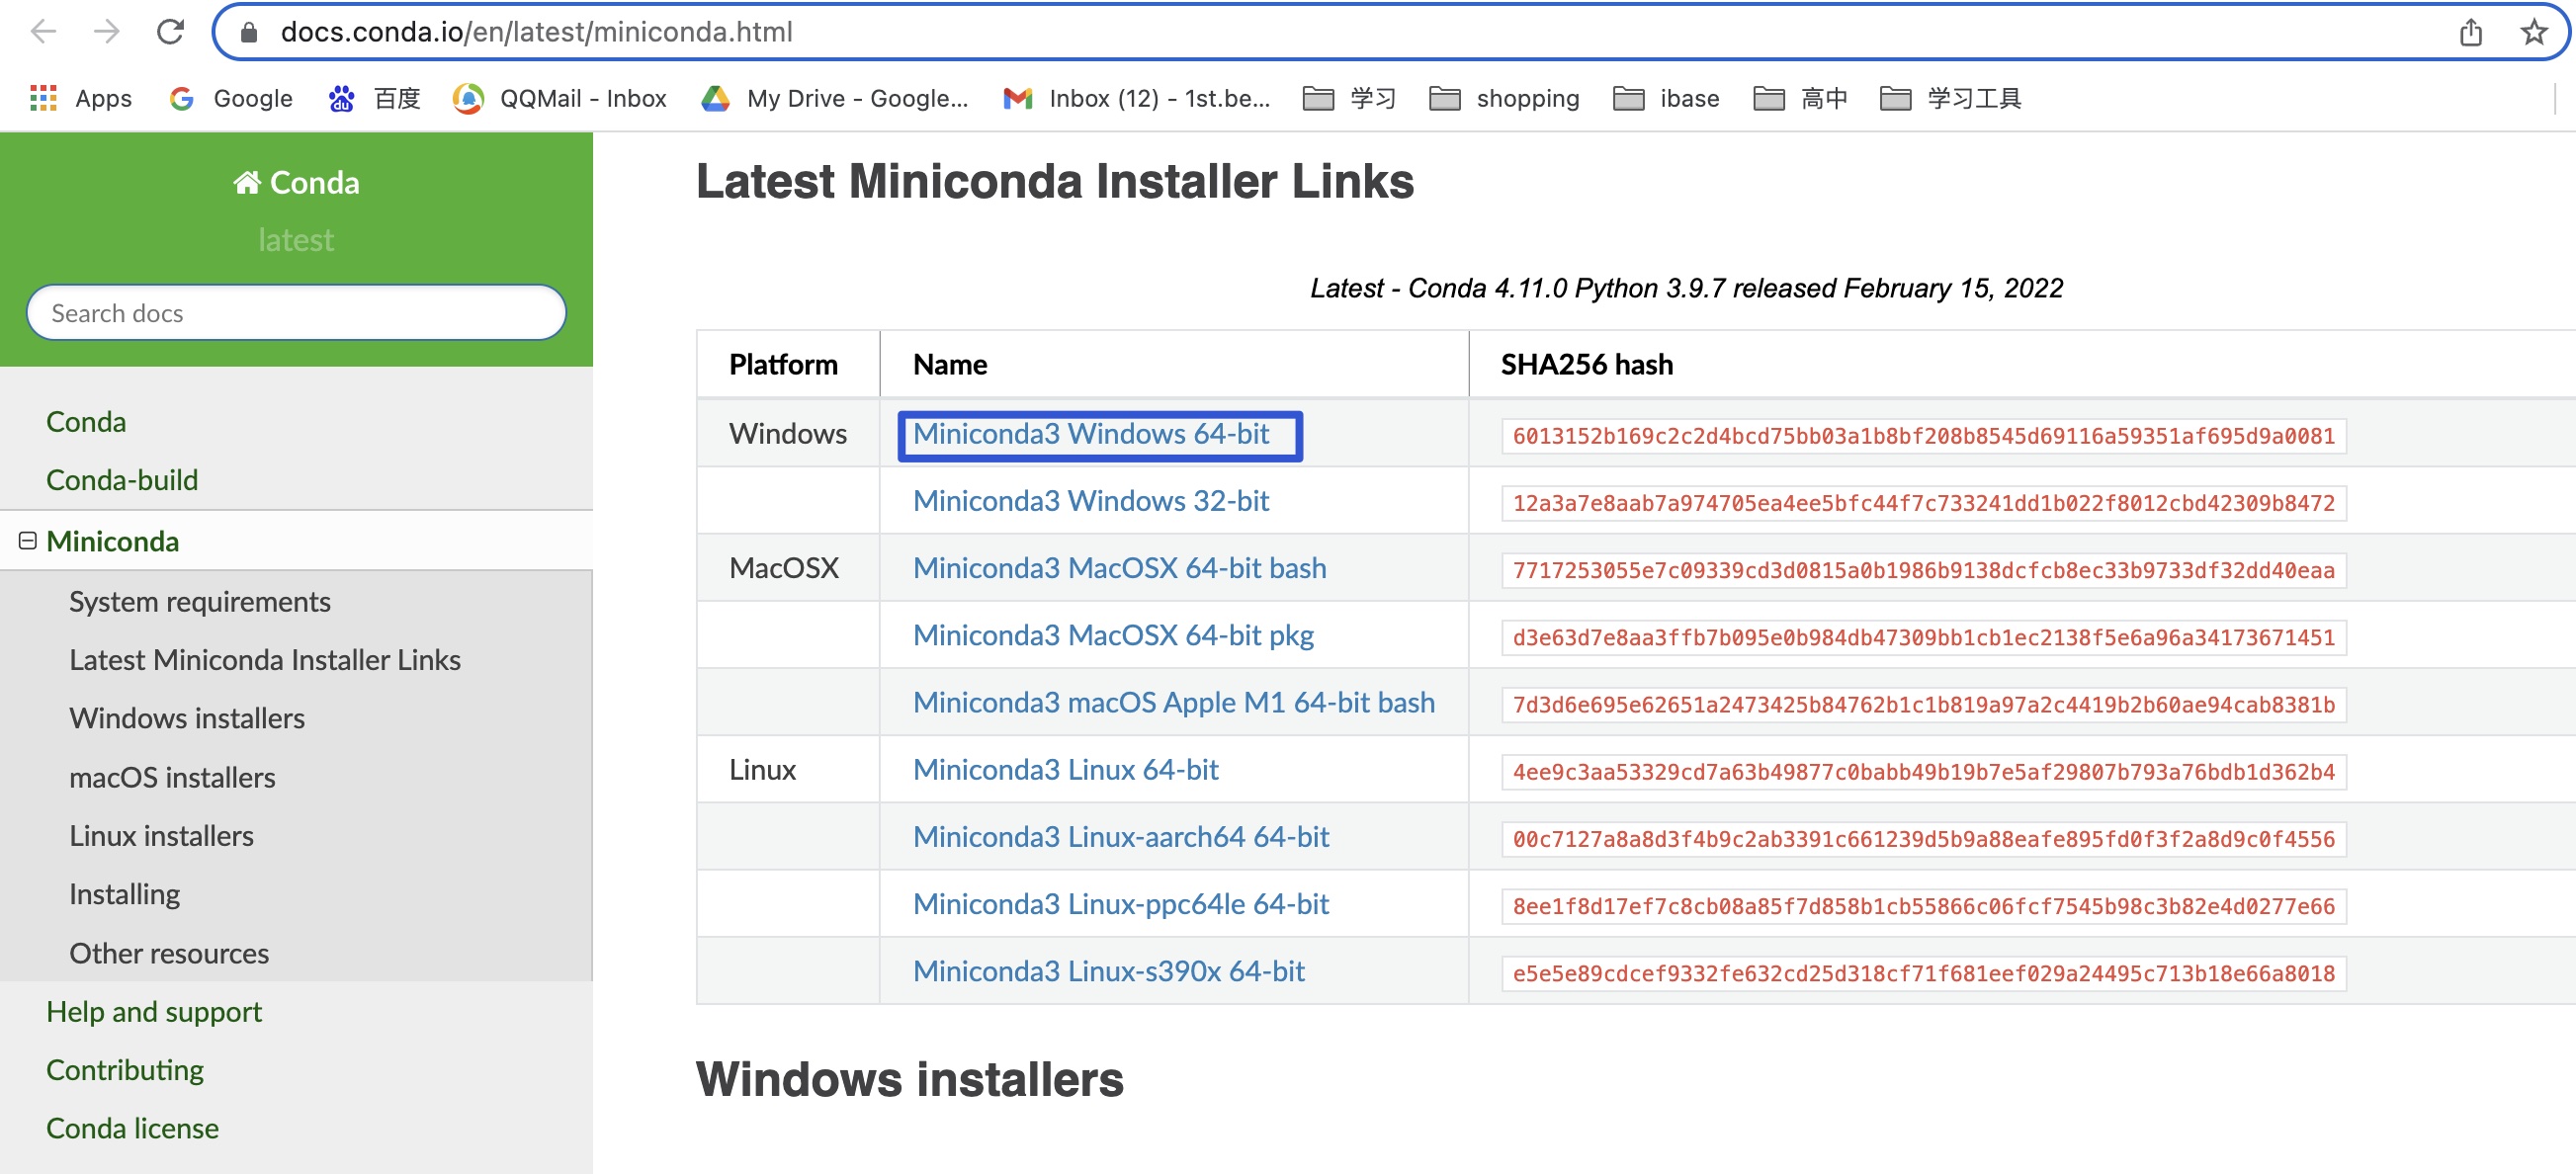 docs.conda.io/en/latest/miniconda.html
Apps Google 百度 QQMail - Inbox My Drive - Google... Inbox (12) - 1st.be... 学习 shopping ibase 高中 学习工具
Conda
latest
Search docs
Conda
Conda-build
Miniconda
System requirements
Latest Miniconda Installer Links
Windows installers
macOS installers
Linux installers
Installing
Other resources
Help and support
Contributing
Conda license
Latest Miniconda Installer Links
Latest - Conda 4.11.0 Python 3.9.7 released February 15, 2022
Platform Name SHA256 hash
Windows Miniconda3 Windows 64-bit 6013152b169c2c2d4bcd75bb03a1b8bf208b8545d69116a59351af695d9a0081
Miniconda3 Windows 32-bit 12a3a7e8aab7a974705ea4ee5bfc44f7c733241dd1b022f8012cbd42309b8472
MacOSX Miniconda3 MacOSX 64-bit bash 7717253055e7c09339cd3d0815a0b1986b9138dcfcb8ec33b9733df32dd40eaa
Miniconda3 MacOSX 64-bit pkg d3e63d7e8aa3ffb7b095e0b984db47309bb1cb1ec2138f5e6a96a34173671451
Miniconda3 macOS Apple M1 64-bit bash 7d3d6e695e62651a2473425b84762b1c1b819a97a2c4419b2b60ae94cab8381b
Linux Miniconda3 Linux 64-bit 4ee9c3aa53329cd7a63b49877c0babb49b19b7e5af29807b793a76bdb1d362b4
Miniconda3 Linux-aarch64 64-bit 00c7127a8a8d3f4b9c2ab3391c661239d5b9a88eafe895fd0f3f2a8d9c0f4556
Miniconda3 Linux-ppc64le 64-bit 8ee1f8d17ef7c8cb08a85f7d858b1cb55866c06fcf7545b98c3b82e4d0277e66
Miniconda3 Linux-s390x 64-bit e5e5e89cdcef9332fe632cd25d318cf71f681eef029a24495c713b18e66a8018
Windows installers